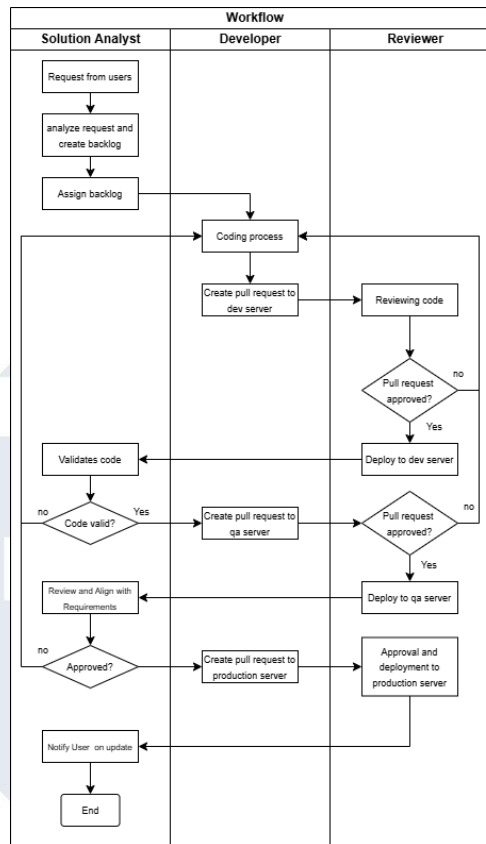 Workflow
Solution Analyst
Developer
Reviewer
Request from users
analyze request and
create backlog
Assign backlog
Coding process
Create pull request to
dev server
Reviewing code
Pull request
approved?
no
Yes
Validates code
Deploy to dev server
no
Code valid?
Yes
Create pull request to
qa server
Pull request
approved?
no
Yes
Review and Align with
Requirements
Deploy to qa server
no
Approved?
Create pull request to
production server
Approval and
deployment to
production server
Notify User on update
End